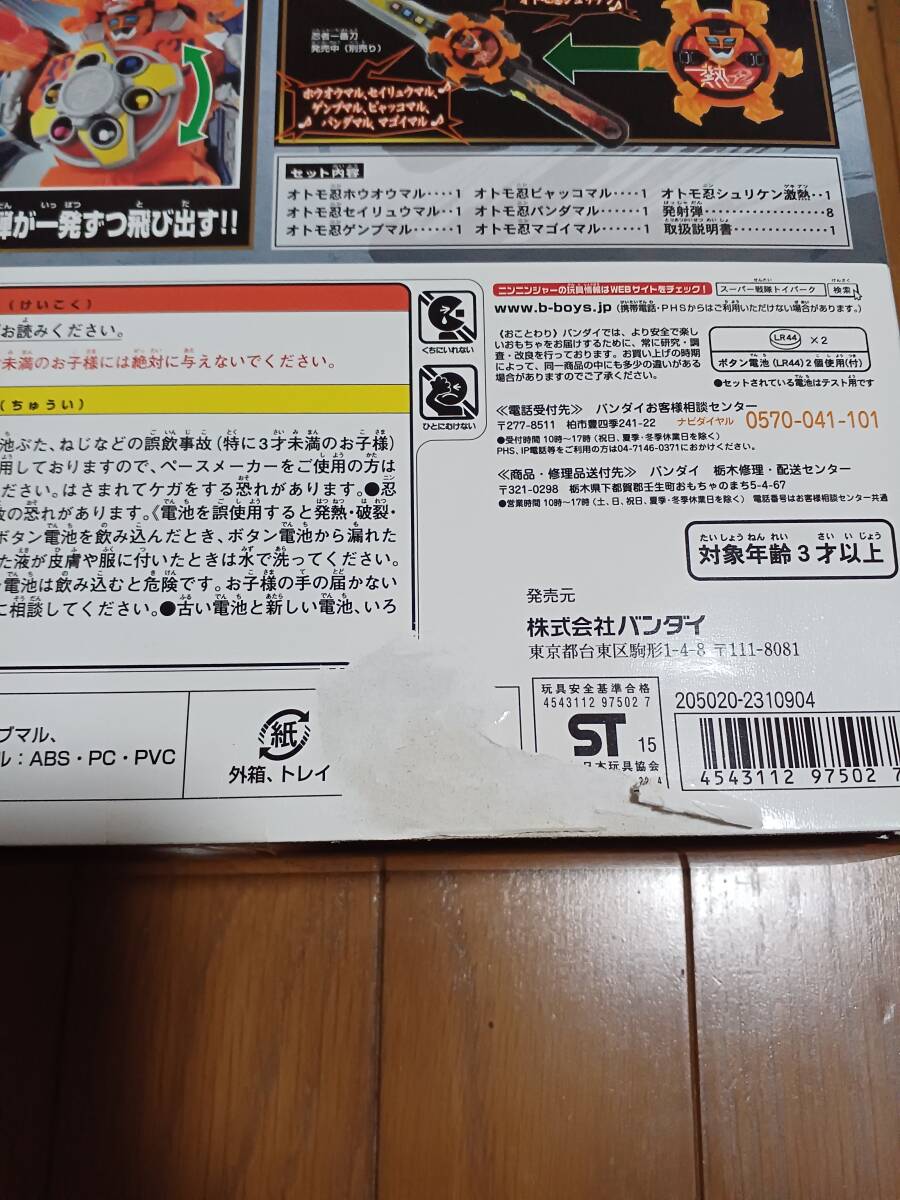 忍者一番刀
発売中(別売り)
ホウオウマル、セイリュウマル、
ゲンブマル、ビャッコマル、
パンダマル、マゴイマル♪
熱
弾が一発ずつ飛び出す!!
セット内容
オトモ忍ホウオウマル‥‥1
オトモ忍セイリュウマル‥1
オトモ忍ゲンブマル‥‥‥1
オトモ忍ビャッコマル‥‥1
オトモ忍パンダマル‥‥‥1
オトモ忍マゴイマル‥‥‥1
オトモ忍シュリケン激熱‥1
発射弾‥‥‥‥‥‥‥‥‥8
取扱説明書‥‥‥‥‥‥‥1
(けいこく)
お読みください。
未満のお子様には絶対に与えないでください。
(ちゅうい)
池ぶた、ねじなどの誤飲事故(特に3才未満のお子様)
用しておりますので、ペースメーカーをご使用の方は
ださい。はさまれてケガをする恐れがあります。●忍
故の恐れがあります。《電池を誤使用すると発熱・破裂・
ボタン電池を飲み込んだとき、ボタン電池から漏れた
た液が皮膚や服に付いたときは水で洗ってください。
電池は飲み込むと危険です。お子様の手の届かない
に相談してください。●古い電池と新しい電池、いろ
くちにいれない
ひとにむけない
ニンニンジャーの玩具情報はWEBサイトをチェック!
スーパー戦隊トイパーク
検索
www.b-boys.jp (携帯電話・PHSからはご利用いただけない場合があります。)
〈おことわり〉バンダイでは、より安全で楽し
いおもちゃをお届けするために、常に研究・調
査・改良を行っております。お買い上げの時期
によって、同一商品の中にも多少の違いがある
場合がありますのでご了承ください。
LR44 ×2
ボタン電池(LR44)2個使用(付)
●セットされている電池はテスト用です
≪電話受付先≫ バンダイお客様相談センター
〒277-8511 柏市豊四季241-22 ナビダイヤル 0570-041-101
●受付時間 10時〜17時(祝日、夏季・冬季休業日を除く)
PHS、IP電話等をご利用の方は04-7146-0371におかけください。
≪商品・修理品送付先≫ バンダイ 栃木修理・配送センター
〒321-0298 栃木県下都賀郡壬生町おもちゃのまち5-4-67
●営業時間 10時〜17時(土、日、祝日、夏季・冬季休業日を除く) 電話番号はお客様相談センター共通
対象年齢3才以上
発売元
株式会社バンダイ
東京都台東区駒形1-4-8 〒111-8081
ブマル、
ル:ABS・PC・PVC
紙
外箱、トレイ
玩具安全基準合格
4543112 97502 7
ST 15
日本玩具協会
205020-2310904
4543112 97502 7